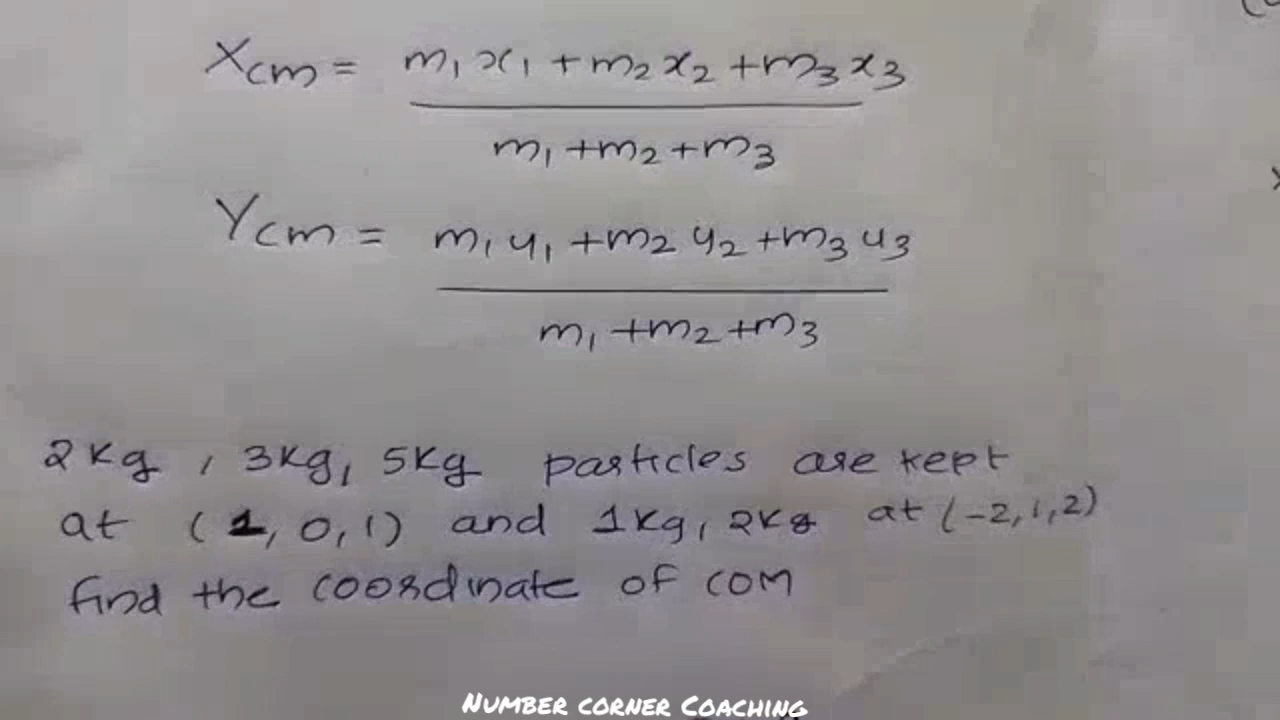 Xcm = m₁x₁ + m₂x₂ + m₃x₃
m₁ + m₂ + m₃
Ycm = m₁y₁ + m₂y₂ + m₃y₃
m₁ + m₂ + m₃
2Kg, 3Kg, 5Kg particles are kept
at (1, 0, 1) and 1Kg, 2Kg at (-2, 1, 2)
find the coordinate of COM
Number corner Coaching